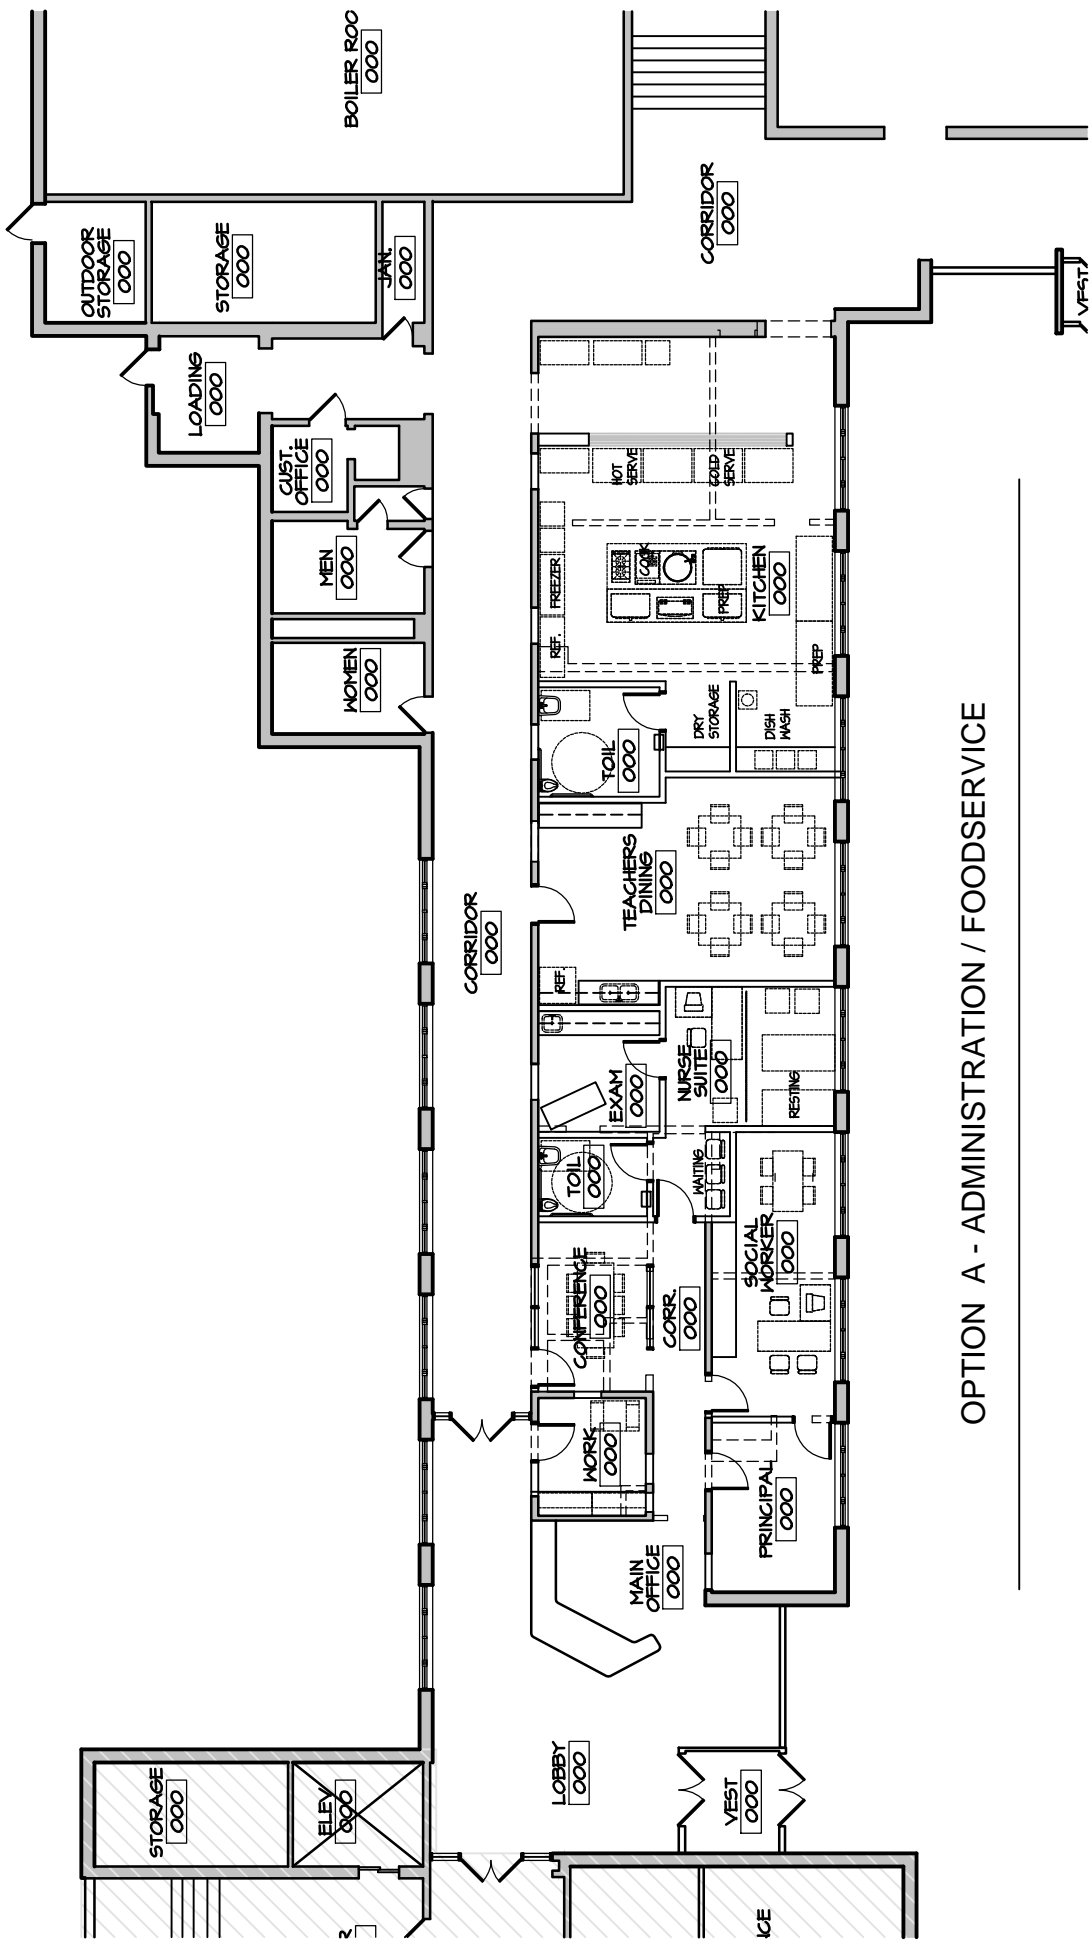 BOILER ROO
000
OUTDOOR
STORAGE
000
STORAGE
000
JAN.
000
CORRIDOR
000
VEST
LOADING
000
CUST.
OFFICE
000
MEN
000
WOMEN
000
HOT
SERVE
COLD
SERVE
FREEZER
REF.
COOK
PREP
KITCHEN
000
PREP
DRY
STORAGE
DISH
WASH
TOIL
000
TEACHERS
DINING
000
CORRIDOR
000
REF
EXAM
000
NURSE
SUITE
000
RESTING
TOIL
000
WAITING
SOCIAL
WORKER
000
CONFERENCE
000
CORR.
000
WORK
000
PRINCIPAL
000
MAIN
OFFICE
000
LOBBY
000
VEST
000
STORAGE
000
ELEV
000
R
CE
OPTION A - ADMINISTRATION / FOODSERVICE